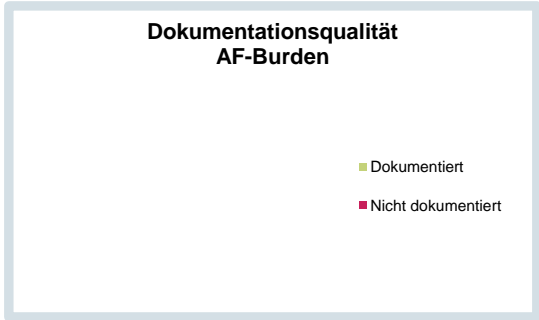 Dokumentationsqualität
AF-Burden
Dokumentiert
Nicht dokumentiert